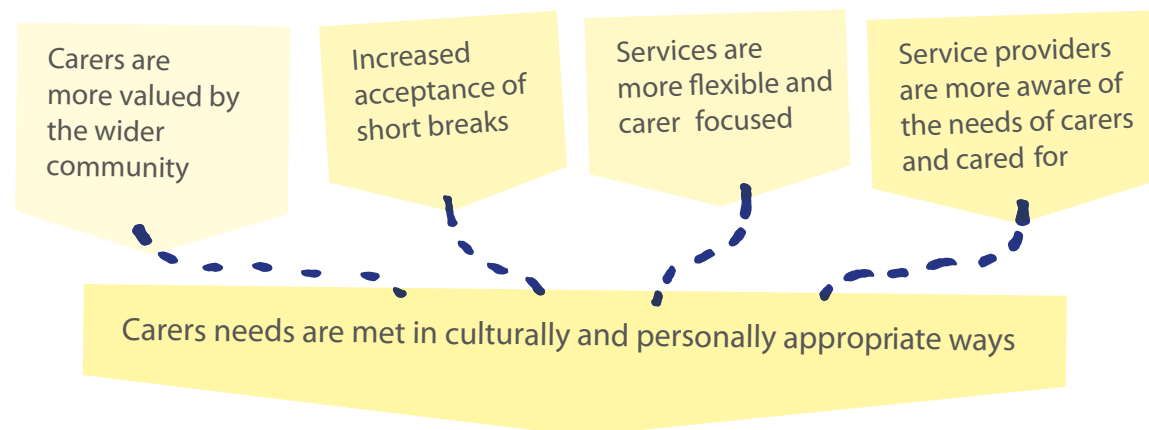 Carers are
more valued by
the wider
community
Increased
acceptance of
short breaks
Services are
more flexible and
carer focused
Service providers
are more aware of
the needs of carers
and cared for
Carers needs are met in culturally and personally appropriate ways